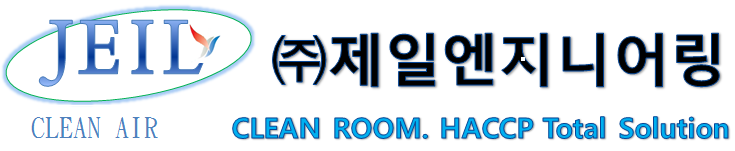 JEIL
㈜제일엔지니어링
CLEAN AIR
CLEAN ROOM. HACCP Total Solution